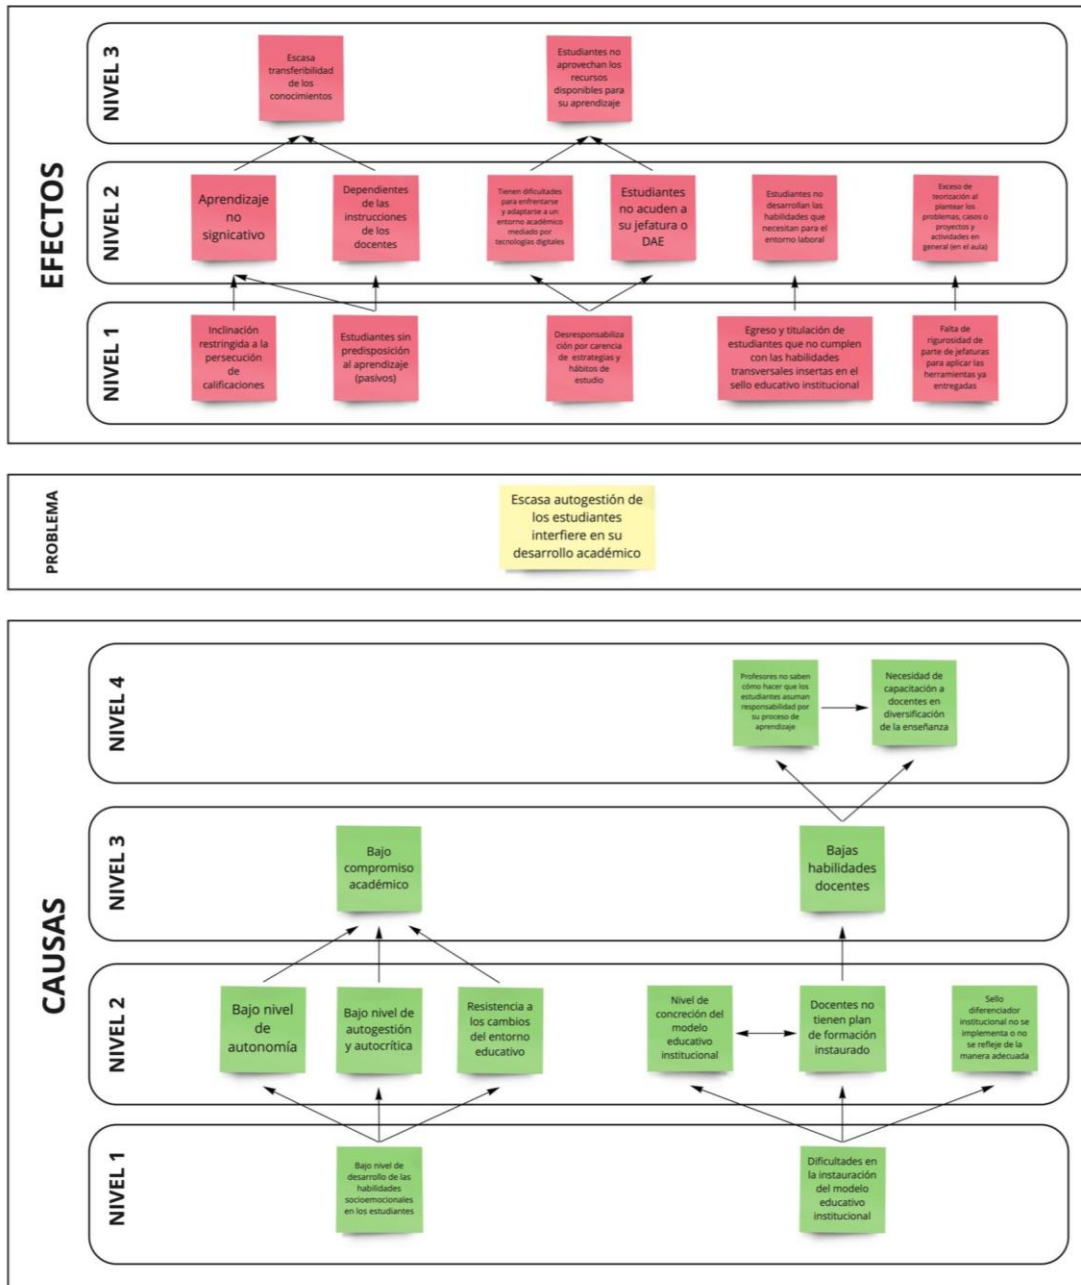 EFECTOS
NIVEL 3
Escasa
transferibilidad
de los
conocimientos
Estudiantes no
aprovechan los
recursos
disponibles para
su aprendizaje
NIVEL 2
Aprendizaje
no
signicativo
Dependientes
de las
instrucciones
de los
docentes
Tienen dificultades
para enfrentarse
y adaptarse a un
entorno académico
mediado por
tecnologías digitales
Estudiantes
no acuden a
su jefatura o
DAE
Estudiantes no
desarrollan las
habilidades que
necesitan para el
entorno laboral
Exceso de
teorización al
plantear los
problemas, casos o
proyectos y
actividades en
general (en el aula)
NIVEL 1
Inclinación
restringida a la
persecución de
calificaciones
Estudiantes sin
predisposición
al aprendizaje
(pasivos)
Desresponsabiliza
ción por carencia
de estrategias y
hábitos de
estudio
Egreso y titulación de
estudiantes que no cumplen
con las habilidades
transversales insertas en el
sello educativo institucional
Falta de
rigurosidad de
parte de jefaturas
para aplicar las
herramientas ya
entregadas
PROBLEMA
Escasa autogestión de
los estudiantes
interfiere en su
desarrollo académico
CAUSAS
NIVEL 4
Profesores no saben
cómo hacer que los
estudiantes asuman
responsabilidad por
su proceso de
aprendizaje
Necesidad de
capacitación a
docentes en
diversificación
de la enseñanza
NIVEL 3
Bajo
compromiso
académico
Bajas
habilidades
docentes
NIVEL 2
Bajo nivel
de
autonomía
Bajo nivel de
autogestión
y autocrítica
Resistencia a
los cambios
del entorno
educativo
Nivel de
concreción del
modelo
educativo
institucional
Docentes no
tienen plan
de formación
instaurado
Sello
diferenciador
institucional no se
implementa o no
se refleje de la
manera adecuada
NIVEL 1
Bajo nivel de
desarrollo de las
habilidades
socioemocionales
en los estudiantes
Dificultades en
la instauración
del modelo
educativo
institucional